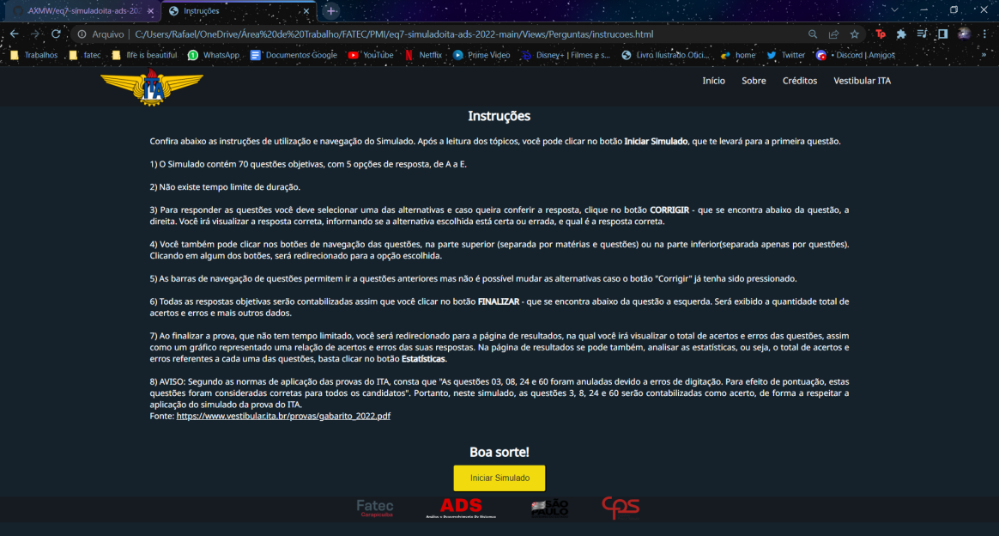 AXMW/eq7-simuladoita-ads-202
Instruções
Arquivo | C:/Users/Rafael/OneDrive/Área%20de%20Trabalho/FATEC/PMI/eq7-simuladoita-ads-2022-main/Views/Perguntas/instrucoes.html
Trabalhos fatec life is beautiful WhatsApp Documentos Google YouTube Netflix Prime Video Disney+ | Filmes e s... Livro Ilustrado Ofici... home Twitter • Discord | Amigos
ITA
Início Sobre Créditos Vestibular ITA
Instruções
Confira abaixo as instruções de utilização e navegação do Simulado. Após a leitura dos tópicos, você pode clicar no botão Iniciar Simulado, que te levará para a primeira questão.
1) O Simulado contém 70 questões objetivas, com 5 opções de resposta, de A a E.
2) Não existe tempo limite de duração.
3) Para responder as questões você deve selecionar uma das alternativas e caso queira conferir a resposta, clique no botão CORRIGIR - que se encontra abaixo da questão, a
direita. Você irá visualizar a resposta correta, informando se a alternativa escolhida está certa ou errada, e qual é a resposta correta.
4) Você também pode clicar nos botões de navegação das questões, na parte superior (separada por matérias e questões) ou na parte inferior(separada apenas por questões).
Clicando em algum dos botões, será redirecionado para a opção escolhida.
5) As barras de navegação de questões permitem ir a questões anteriores mas não é possível mudar as alternativas caso o botão "Corrigir" já tenha sido pressionado.
6) Todas as respostas objetivas serão contabilizadas assim que você clicar no botão FINALIZAR - que se encontra abaixo da questão a esquerda. Será exibido a quantidade total de
acertos e erros e mais outros dados.
7) Ao finalizar a prova, que não tem tempo limitado, você será redirecionado para a página de resultados, na qual você irá visualizar o total de acertos e erros das questões, assim
como um gráfico representado uma relação de acertos e erros das suas respostas. Na página de resultados se pode também, analisar as estatísticas, ou seja, o total de acertos e
erros referentes a cada uma das questões, basta clicar no botão Estatísticas.
8) AVISO: Segundo as normas de aplicação das provas do ITA, consta que "As questões 03, 08, 24 e 60 foram anuladas devido a erros de digitação. Para efeito de pontuação, estas
questões foram consideradas corretas para todos os candidatos". Portanto, neste simulado, as questões 3, 8, 24 e 60 serão contabilizadas como acerto, de forma a respeitar a
aplicação do simulado da prova do ITA.
Fonte: https://www.vestibular.ita.br/provas/gabarito_2022.pdf
Boa sorte!
Iniciar Simulado
Fatec
Carapicuíba
ADS
Análise e Desenvolvimento De Sistemas
SÃO
PAULO
CPS